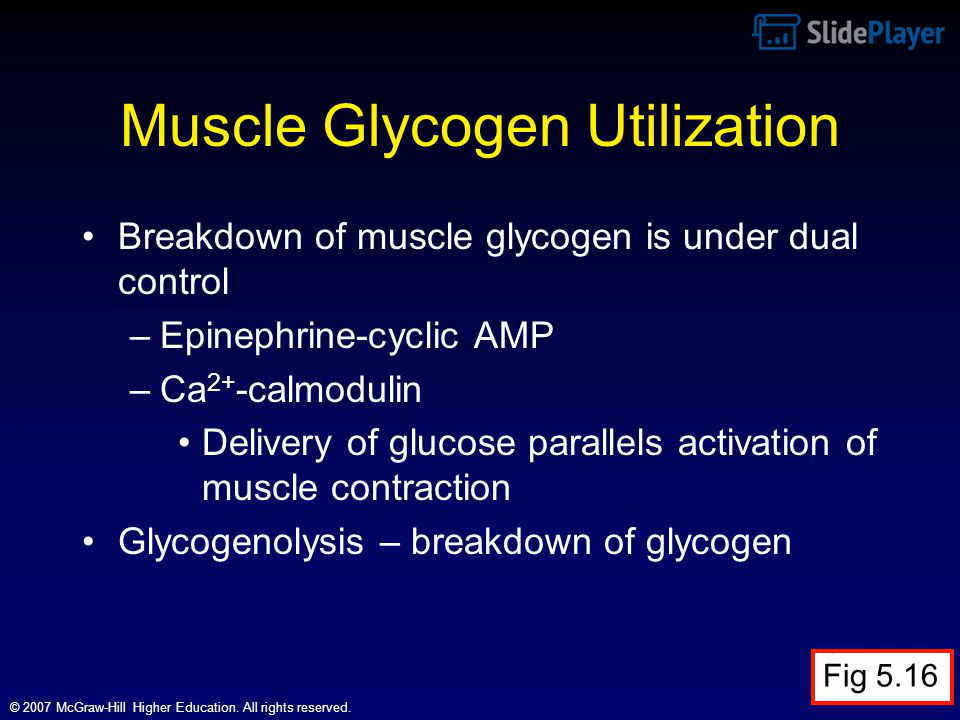 SlidePlayer
Muscle Glycogen Utilization
• Breakdown of muscle glycogen is under dual
control
– Epinephrine-cyclic AMP
– Ca²⁺-calmodulin
• Delivery of glucose parallels activation of
muscle contraction
• Glycogenolysis – breakdown of glycogen
Fig 5.16
© 2007 McGraw-Hill Higher Education. All rights reserved.